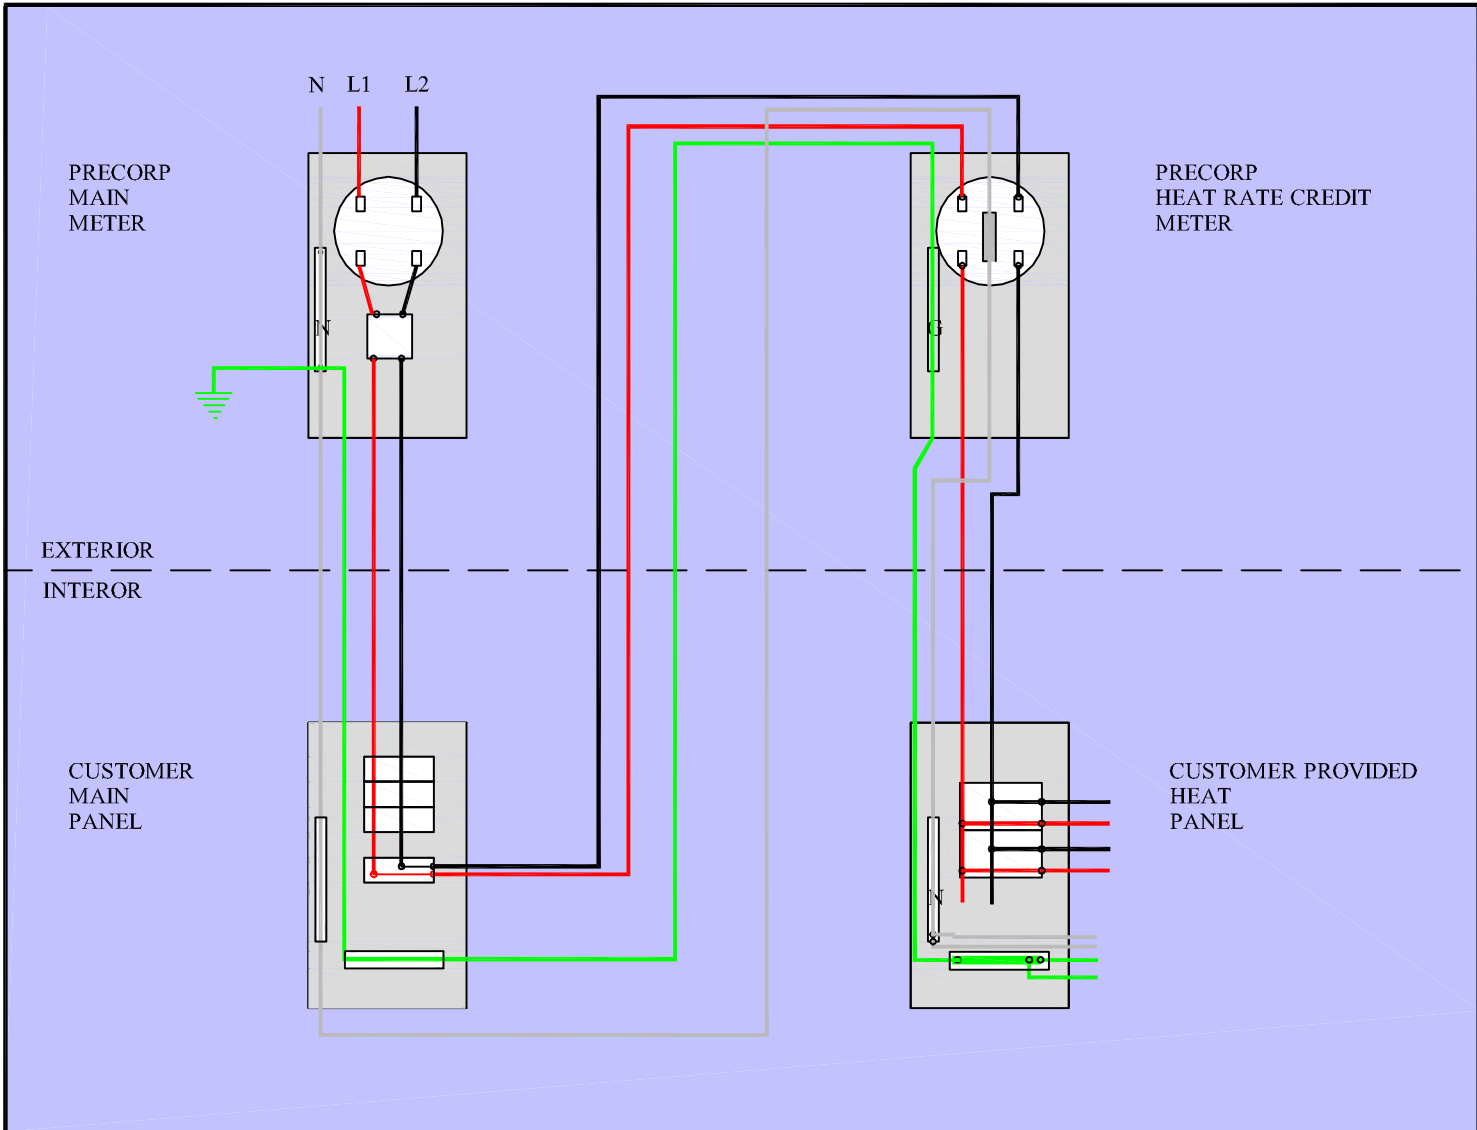 N L1 L2
PRECORP
MAIN
METER
PRECORP
HEAT RATE CREDIT
METER
N
G
EXTERIOR
INTEROR
CUSTOMER
MAIN
PANEL
CUSTOMER PROVIDED
HEAT
PANEL
N